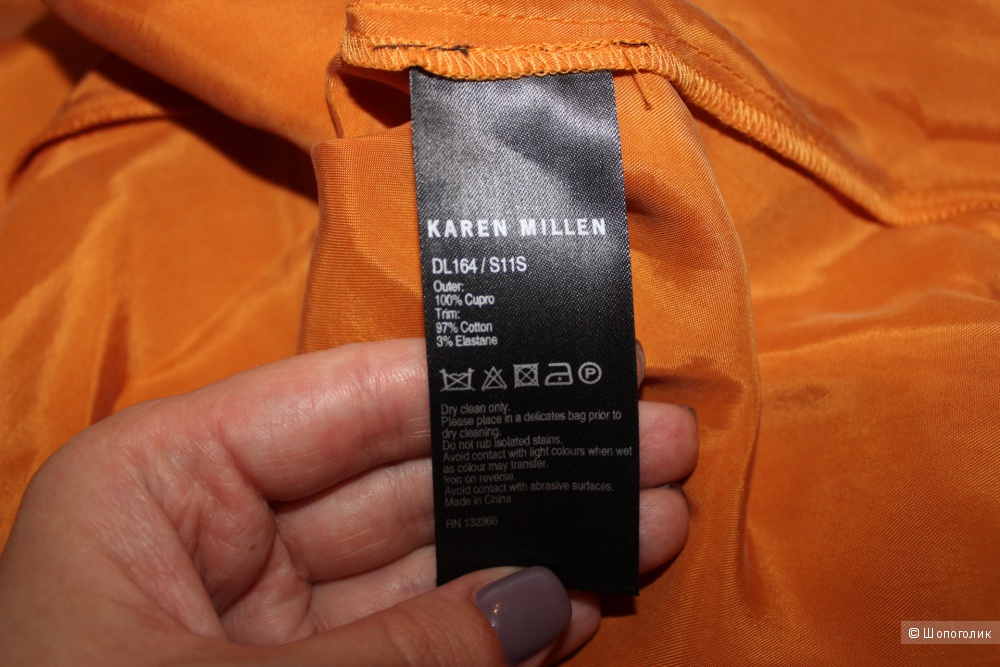 KAREN MILLEN
DL164 / S11S
Outer:
100% Cupro
Trim:
97% Cotton
3% Elastane
P
Dry clean only.
Please place in a delicates bag prior to
dry cleaning.
Do not rub isolated stains.
Avoid contact with light colours when wet
as colour may transfer.
Iron on reverse.
Avoid contact with abrasive surfaces.
Made in China
RN 132366
© Шопоголик